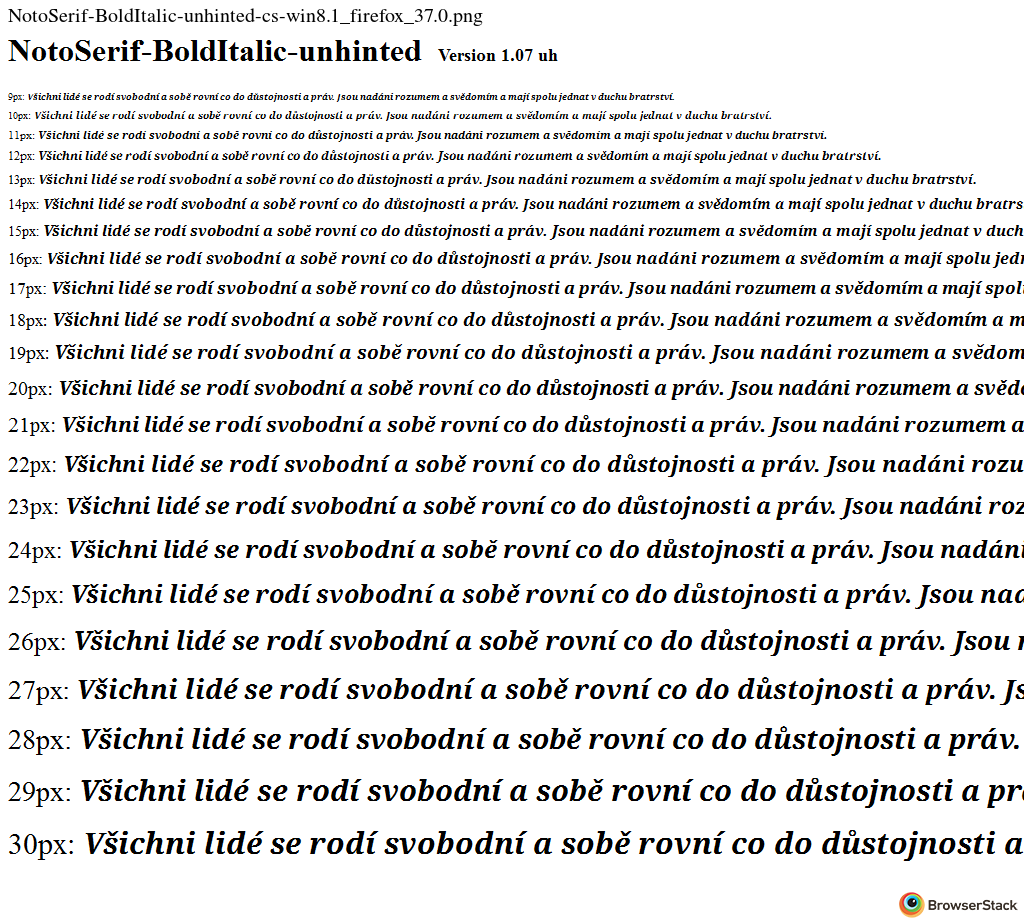 NotoSerif-BoldItalic-unhinted-cs-win8.1_firefox_37.0.png
NotoSerif-BoldItalic-unhinted Version 1.07 uh
9px: Všichni lidé se rodí svobodní a sobě rovní co do důstojnosti a práv. Jsou nadáni rozumem a svědomím a mají spolu jednat v duchu bratrství.
10px: Všichni lidé se rodí svobodní a sobě rovní co do důstojnosti a práv. Jsou nadáni rozumem a svědomím a mají spolu jednat v duchu bratrství.
11px: Všichni lidé se rodí svobodní a sobě rovní co do důstojnosti a práv. Jsou nadáni rozumem a svědomím a mají spolu jednat v duchu bratrství.
12px: Všichni lidé se rodí svobodní a sobě rovní co do důstojnosti a práv. Jsou nadáni rozumem a svědomím a mají spolu jednat v duchu bratrství.
13px: Všichni lidé se rodí svobodní a sobě rovní co do důstojnosti a práv. Jsou nadáni rozumem a svědomím a mají spolu jednat v duchu bratrství.
14px: Všichni lidé se rodí svobodní a sobě rovní co do důstojnosti a práv. Jsou nadáni rozumem a svědomím a mají spolu jednat v duchu bratrs
15px: Všichni lidé se rodí svobodní a sobě rovní co do důstojnosti a práv. Jsou nadáni rozumem a svědomím a mají spolu jednat v duch
16px: Všichni lidé se rodí svobodní a sobě rovní co do důstojnosti a práv. Jsou nadáni rozumem a svědomím a mají spolu jedn
17px: Všichni lidé se rodí svobodní a sobě rovní co do důstojnosti a práv. Jsou nadáni rozumem a svědomím a mají spolu
18px: Všichni lidé se rodí svobodní a sobě rovní co do důstojnosti a práv. Jsou nadáni rozumem a svědomím a m
19px: Všichni lidé se rodí svobodní a sobě rovní co do důstojnosti a práv. Jsou nadáni rozumem a svědom
20px: Všichni lidé se rodí svobodní a sobě rovní co do důstojnosti a práv. Jsou nadáni rozumem a svědo
21px: Všichni lidé se rodí svobodní a sobě rovní co do důstojnosti a práv. Jsou nadáni rozumem a
22px: Všichni lidé se rodí svobodní a sobě rovní co do důstojnosti a práv. Jsou nadáni rozu
23px: Všichni lidé se rodí svobodní a sobě rovní co do důstojnosti a práv. Jsou nadáni roz
24px: Všichni lidé se rodí svobodní a sobě rovní co do důstojnosti a práv. Jsou nadáni
25px: Všichni lidé se rodí svobodní a sobě rovní co do důstojnosti a práv. Jsou nad
26px: Všichni lidé se rodí svobodní a sobě rovní co do důstojnosti a práv. Jsou n
27px: Všichni lidé se rodí svobodní a sobě rovní co do důstojnosti a práv. Js
28px: Všichni lidé se rodí svobodní a sobě rovní co do důstojnosti a práv.
29px: Všichni lidé se rodí svobodní a sobě rovní co do důstojnosti a prá
30px: Všichni lidé se rodí svobodní a sobě rovní co do důstojnosti a
BrowserStack